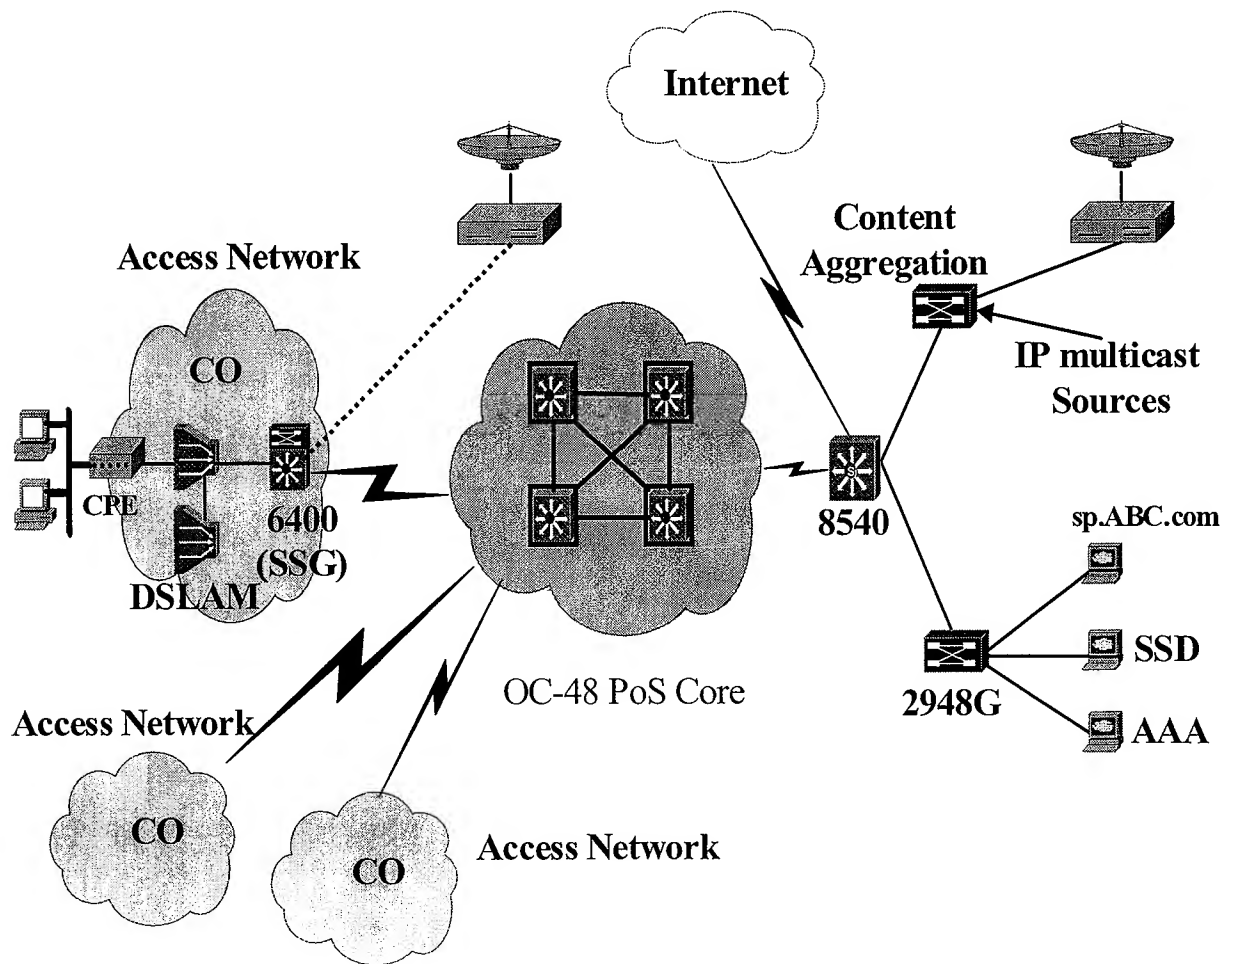 Internet
Content
Aggregation
Access Network
IP multicast
Sources
CO
CPE
6400
(SSG)
DSLAM
8540
sp.ABC.com
SSD
2948G
AAA
OC-48 PoS Core
Access Network
CO
Access Network
CO
S